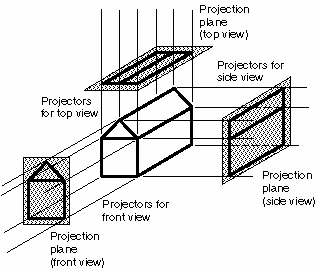 Projection
plane
(top view)
Projectors for
side view
Projectors
for top view
Projectors for
front view
Projection
plane
(side view)
Projection
plane
(front view)